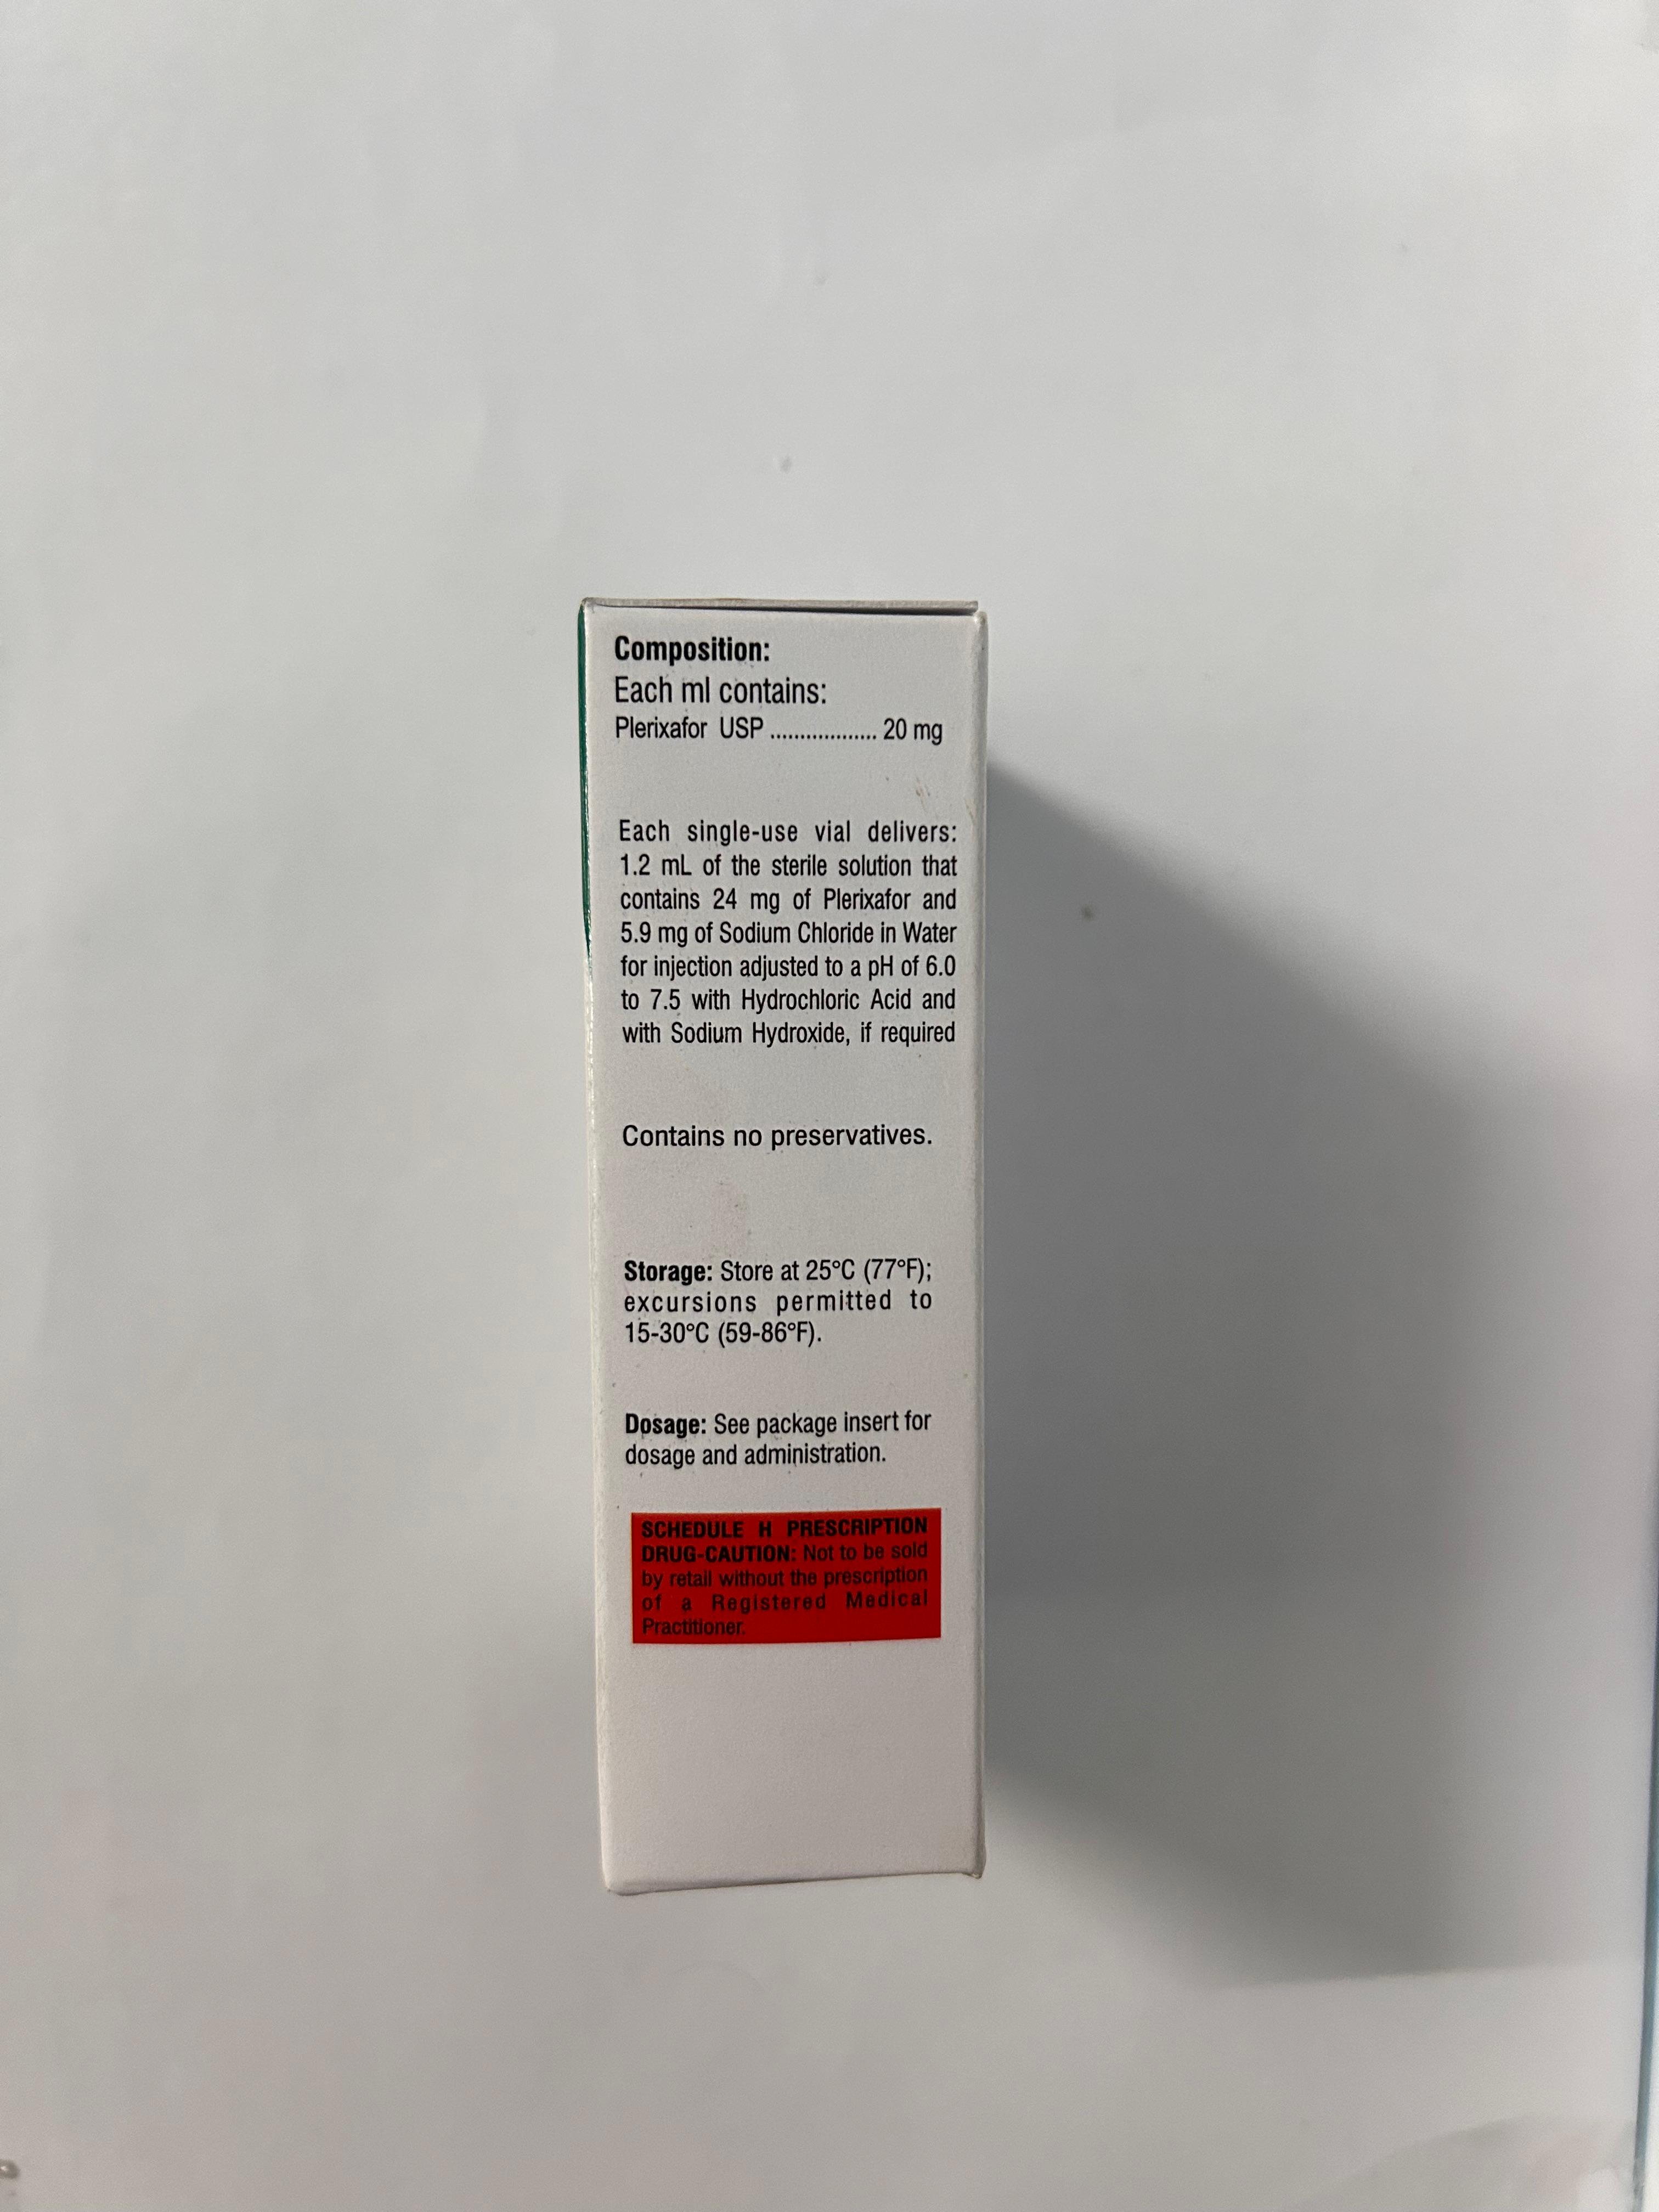 Composition:
Each ml contains:
Plerixafor USP .................. 20 mg
Each single-use vial delivers:
1.2 mL of the sterile solution that
contains 24 mg of Plerixafor and
5.9 mg of Sodium Chloride in Water
for injection adjusted to a pH of 6.0
to 7.5 with Hydrochloric Acid and
with Sodium Hydroxide, if required
Contains no preservatives.
Storage: Store at 25°C (77°F);
excursions permitted to
15-30°C (59-86°F).
Dosage: See package insert for
dosage and administration.
SCHEDULE H PRESCRIPTION
DRUG-CAUTION: Not to be sold
by retail without the prescription
of a Registered Medical
Practitioner.